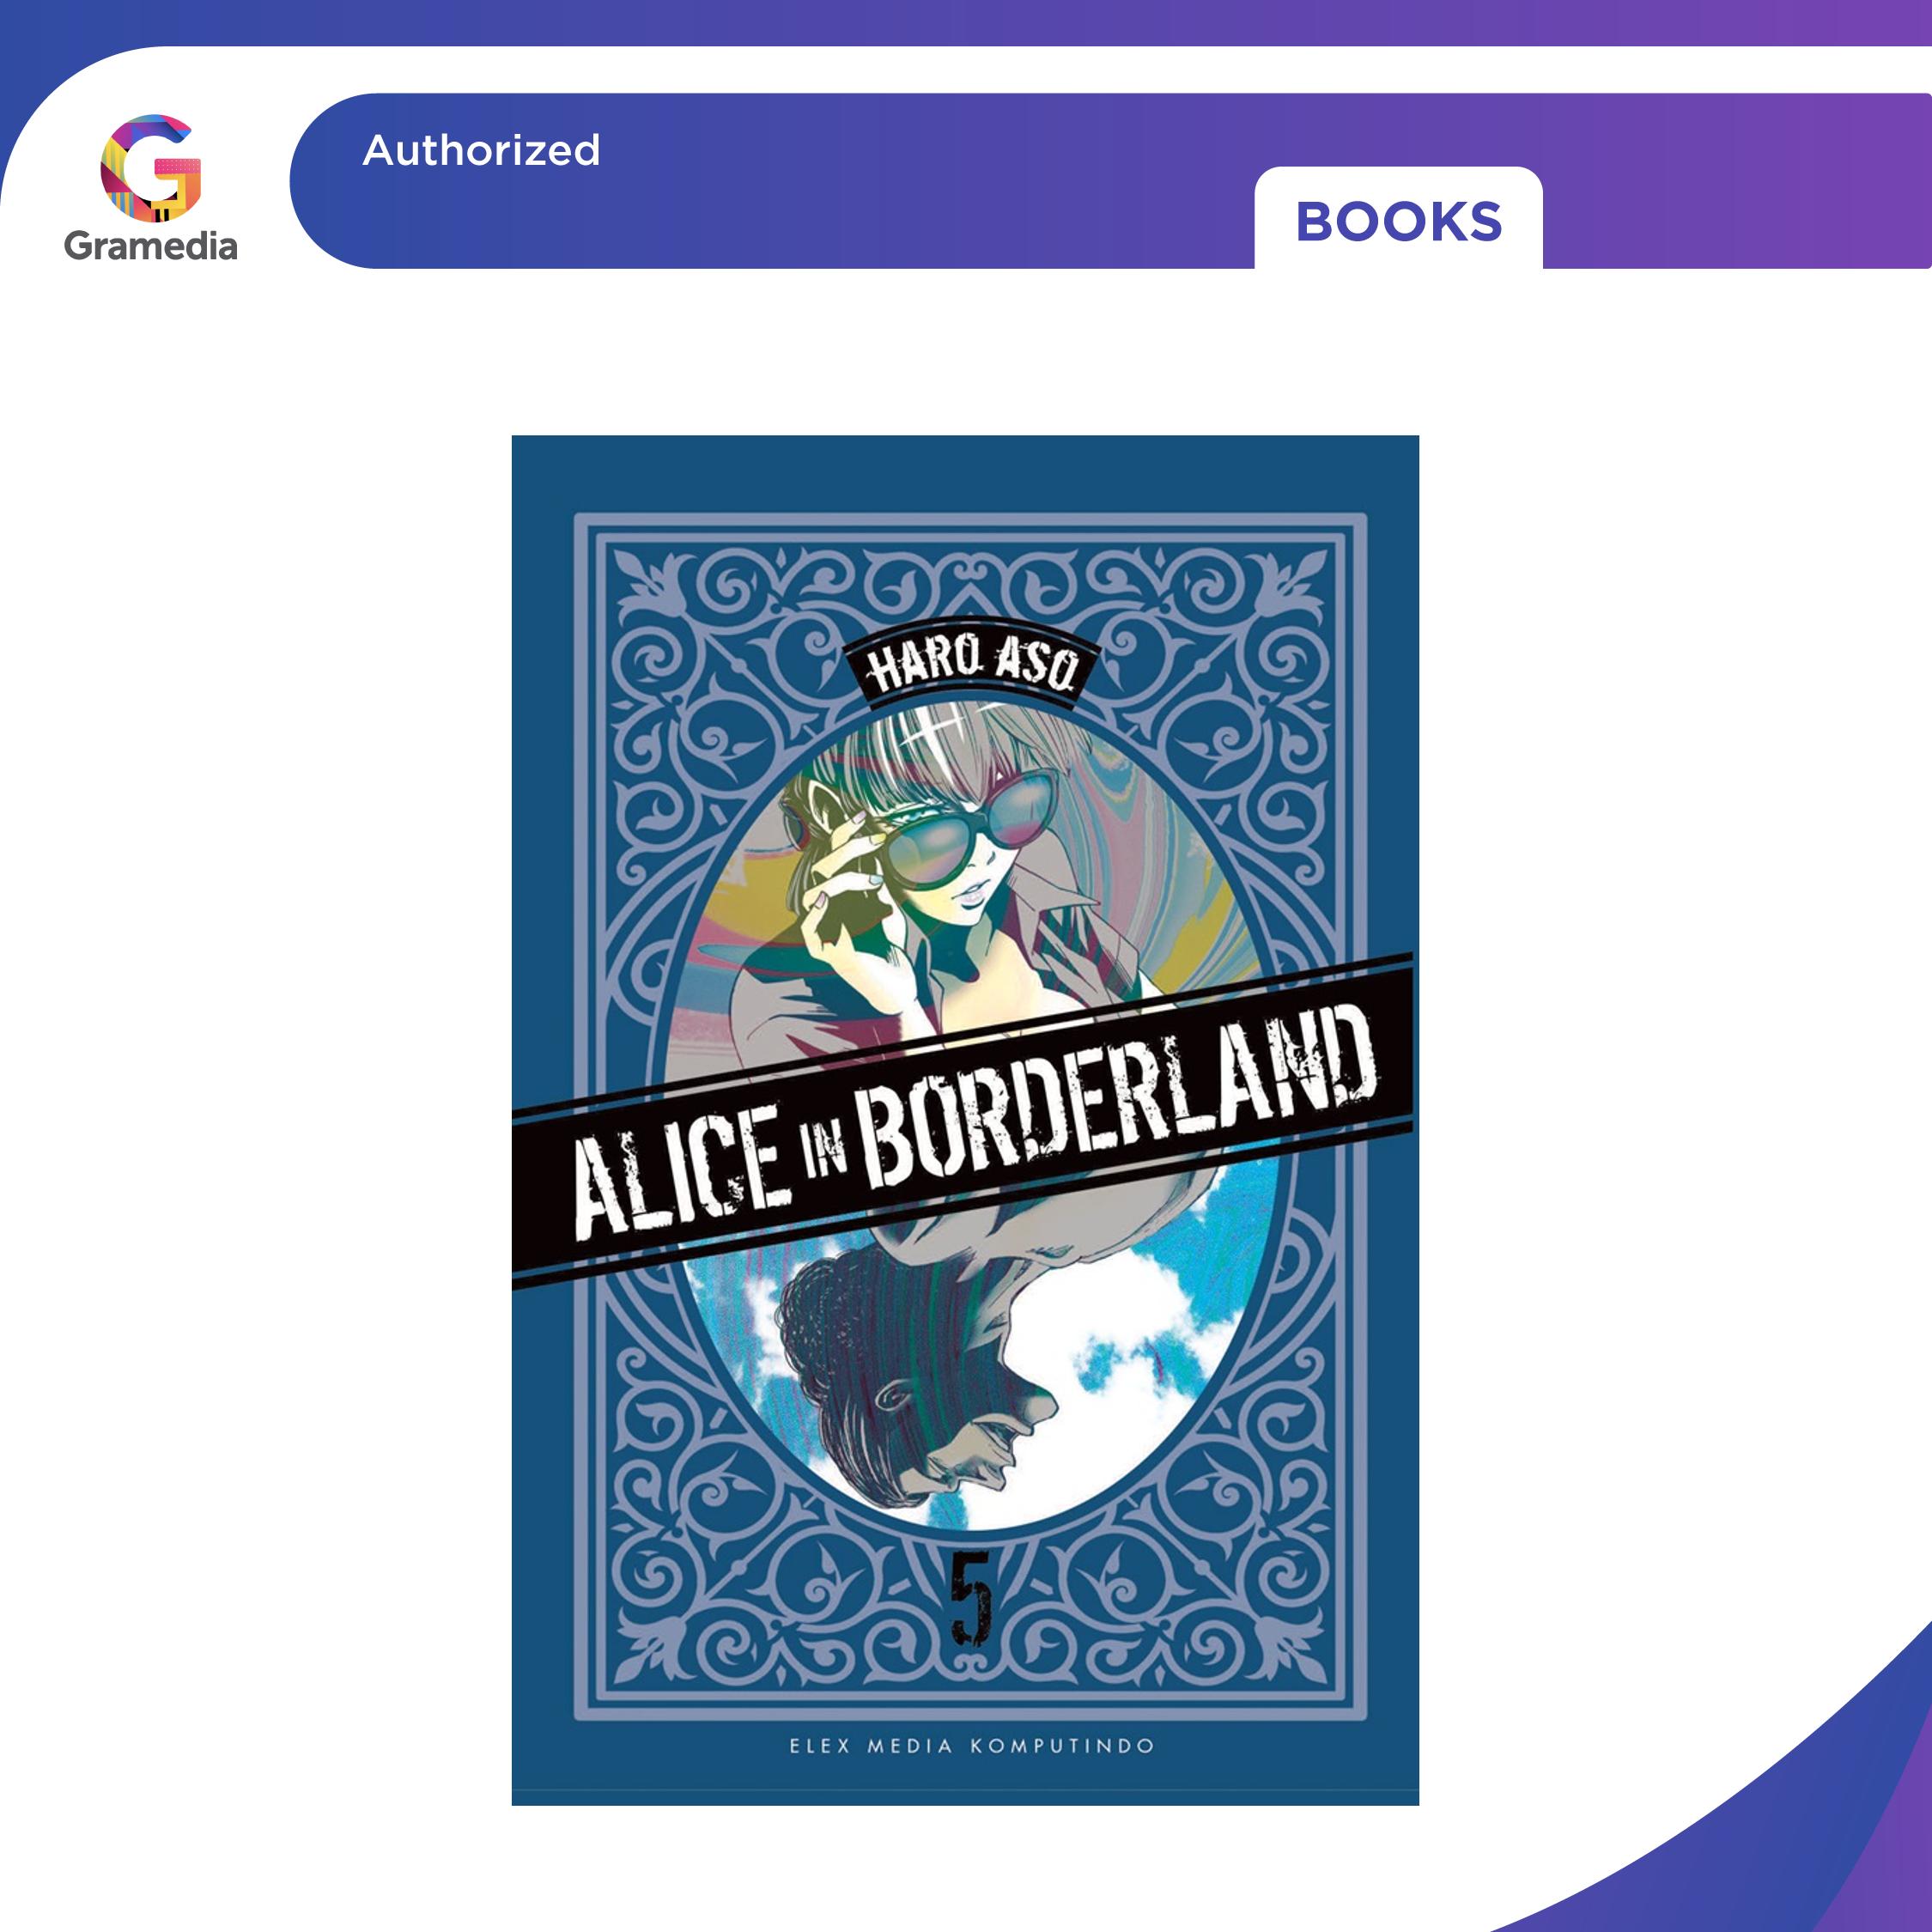 Gramedia
Authorized
BOOKS
HARO ASO
ALICE IN BORDERLAND
5
ELEX MEDIA KOMPUTINDO